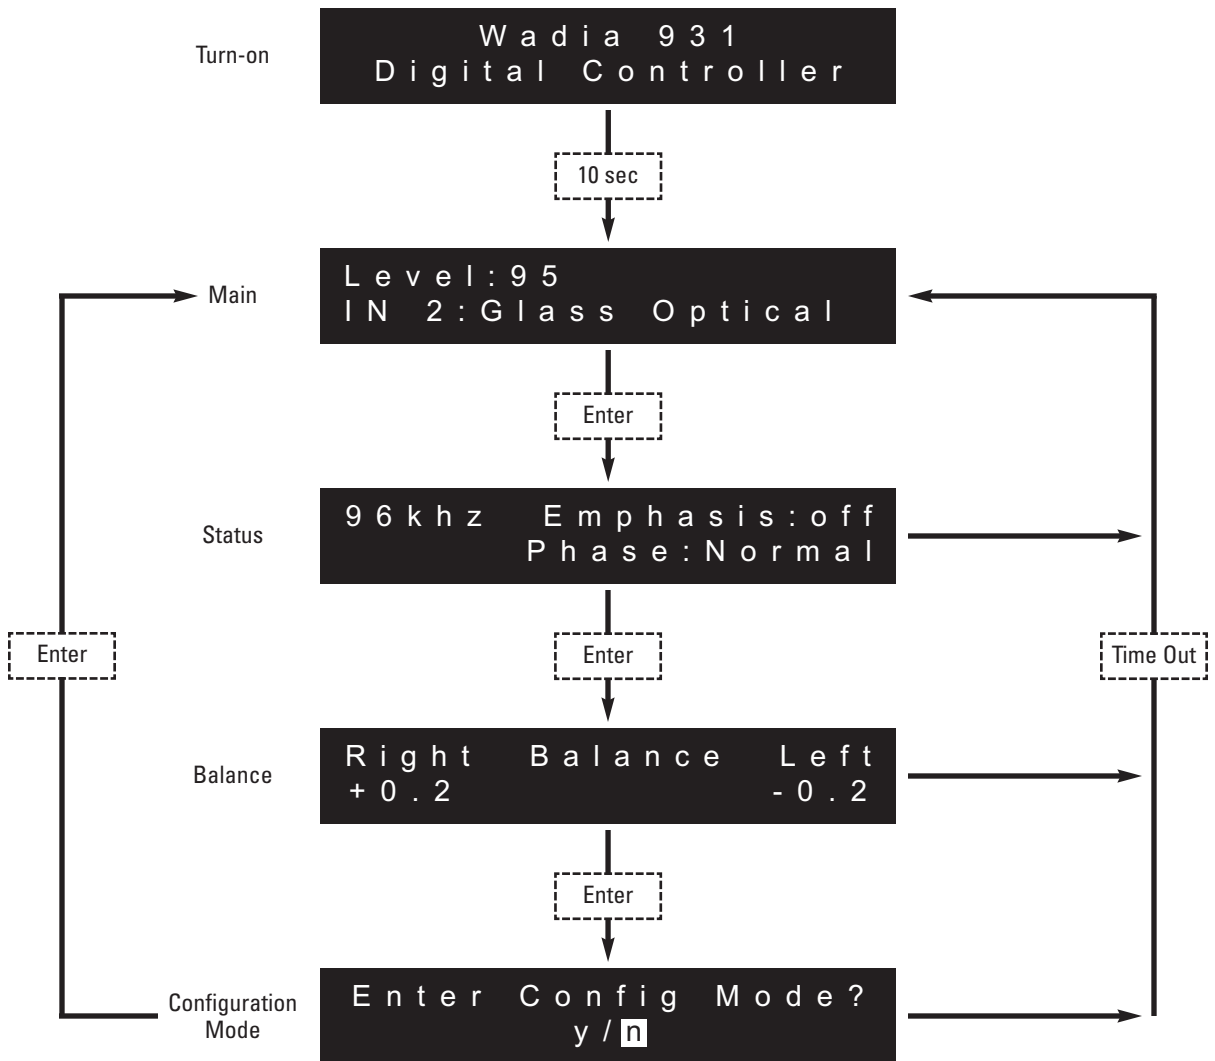 Turn-on
Wadia 931
Digital Controller
10 sec
Main
Level:95
IN 2:Glass Optical
Enter
Status
96khz Emphasis:off
Phase:Normal
Enter
Enter
Time Out
Balance
Right Balance Left
+0.2 -0.2
Enter
Configuration
Mode
Enter Config Mode?
y/n